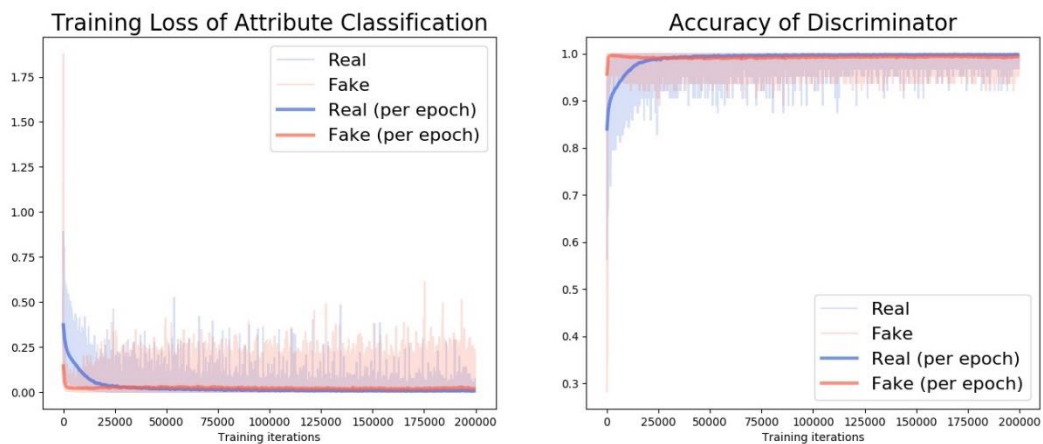 Training Loss of Attribute Classification
1.75
1.50
1.25
1.00
0.75
0.50
0.25
0.00
Real
Fake
Real (per epoch)
Fake (per epoch)
0
25000
50000
75000
100000
125000
150000
175000
200000
Training iterations
Accuracy of Discriminator
1.0
0.9
0.8
0.7
0.6
0.5
0.4
0.3
Real
Fake
Real (per epoch)
Fake (per epoch)
0
25000
50000
75000
100000
125000
150000
175000
200000
Training iterations